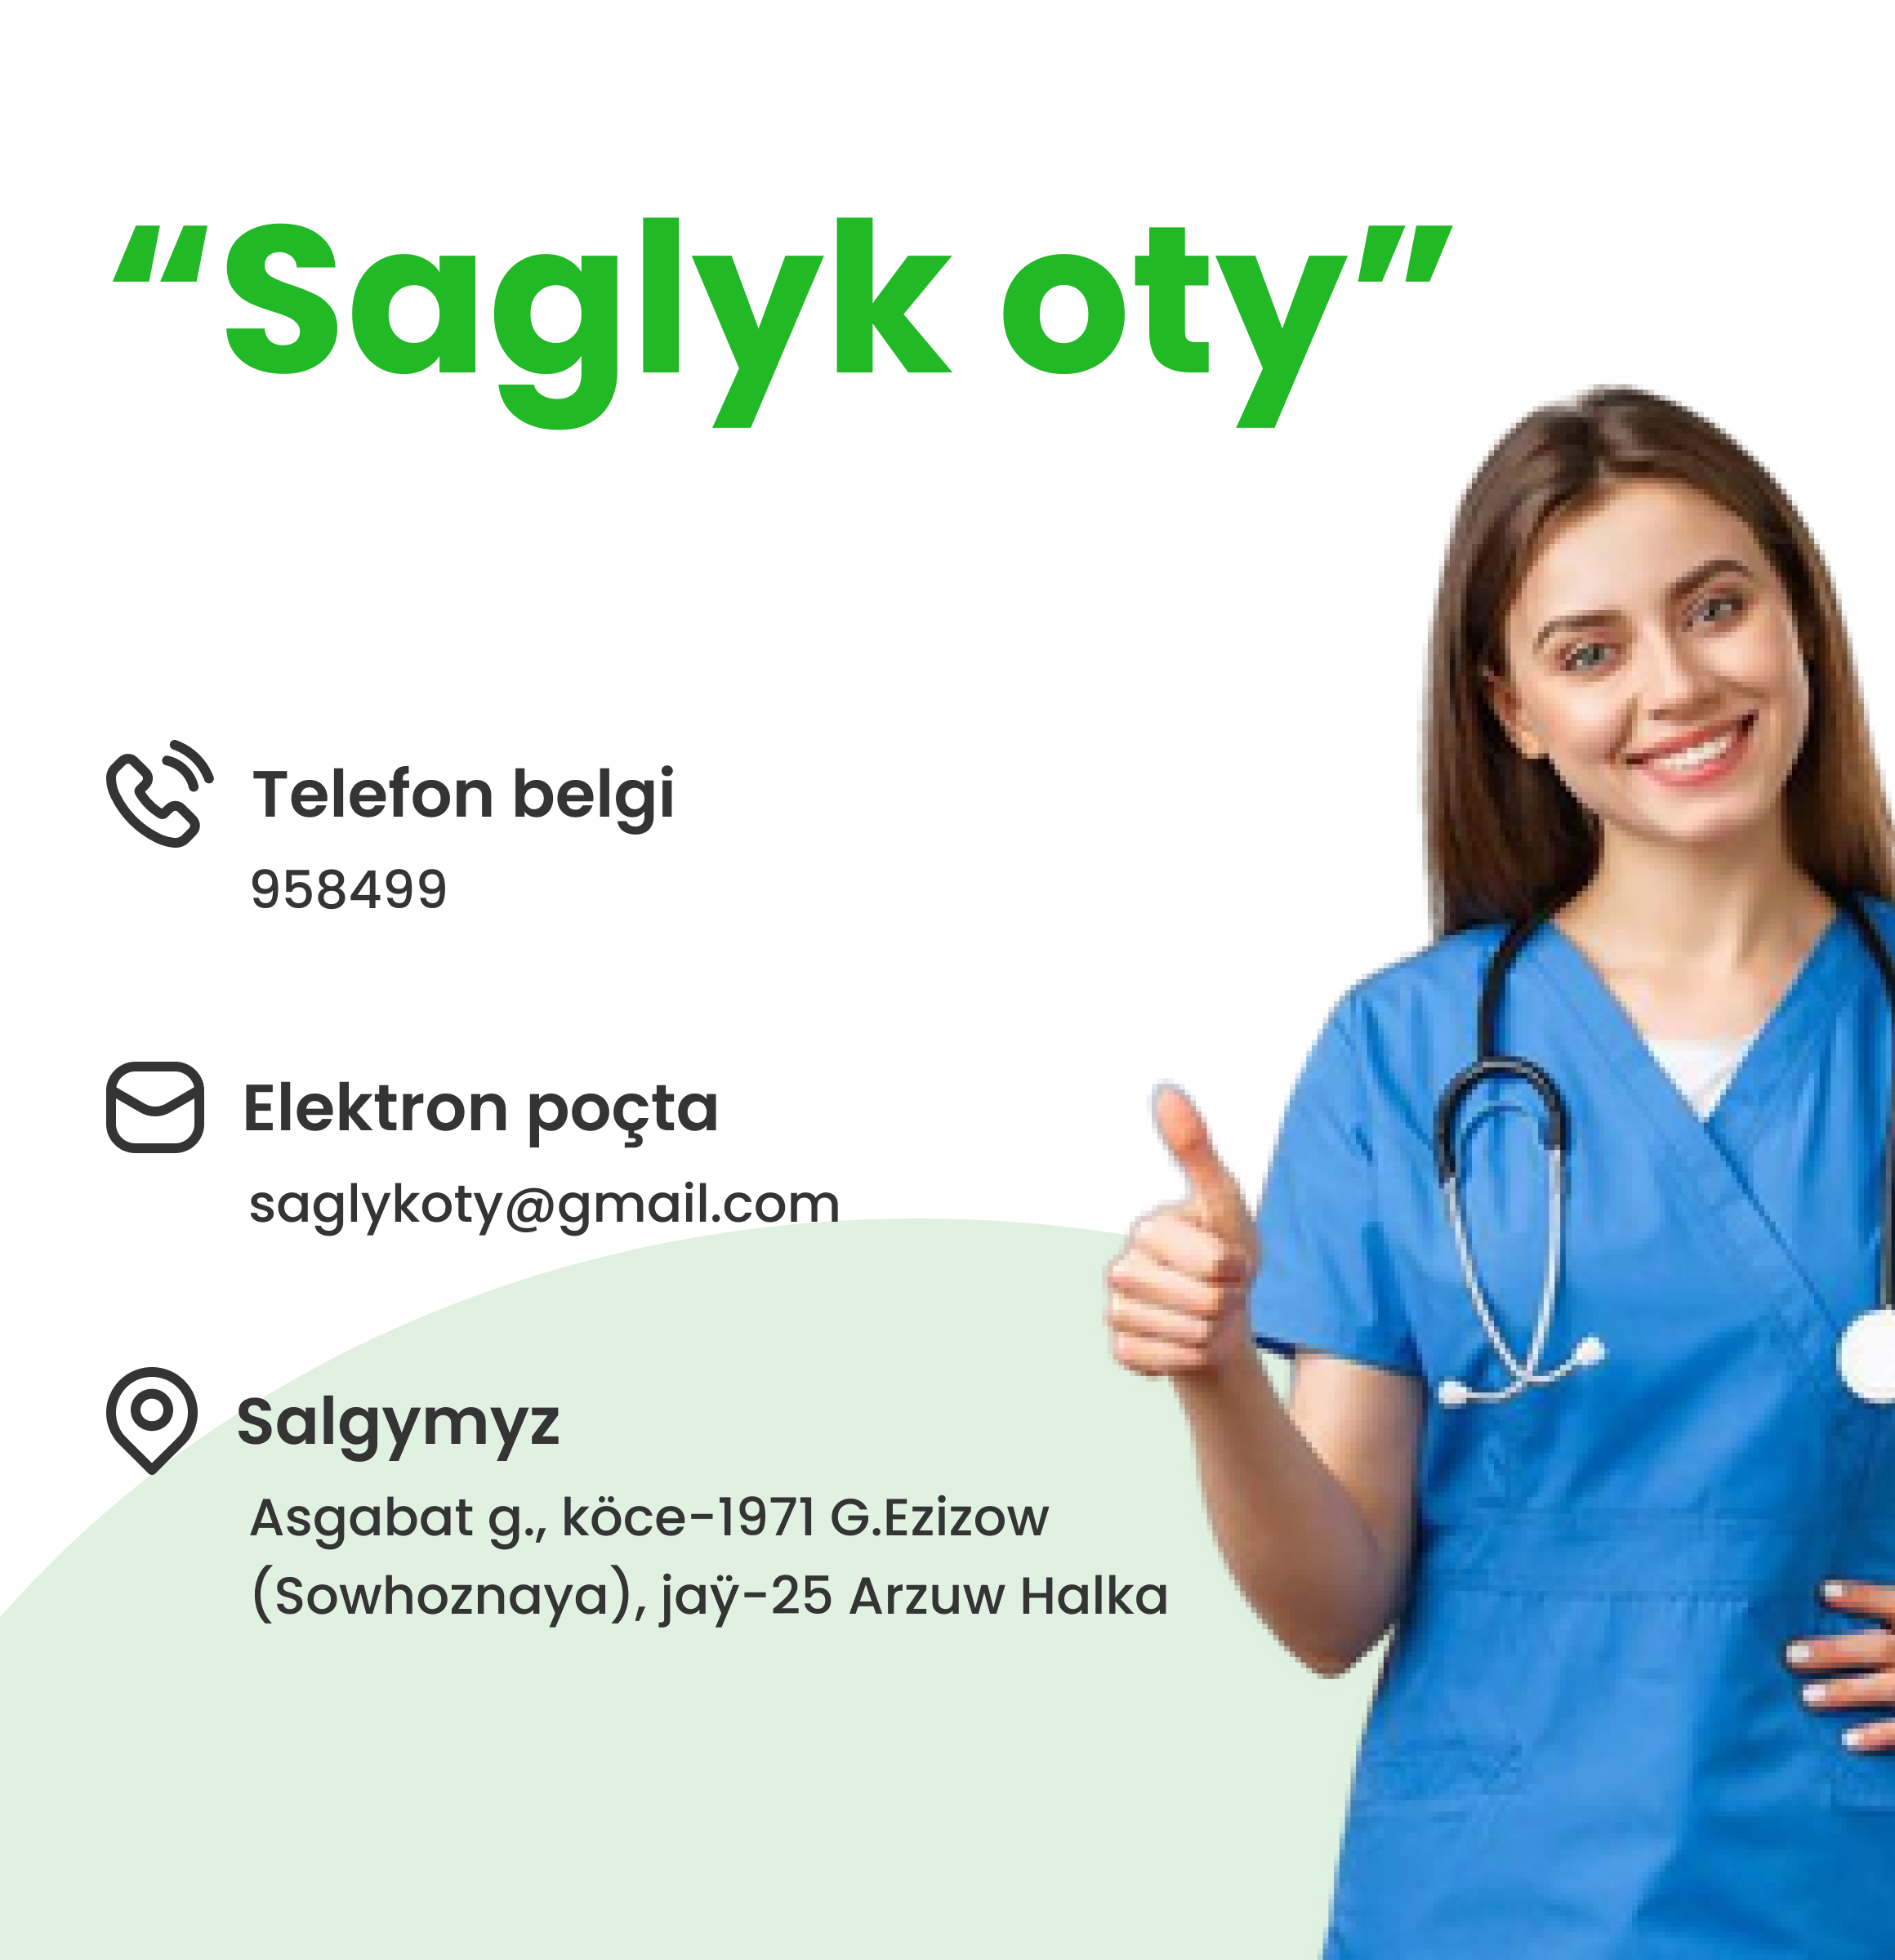 “Saglyk oty”
Telefon belgi
958499
Elektron poçta
saglykoty@gmail.com
Salgymyz
Asgabat g., köce-1971 G.Ezizow
(Sowhoznaya), jaÿ-25 Arzuw Halka